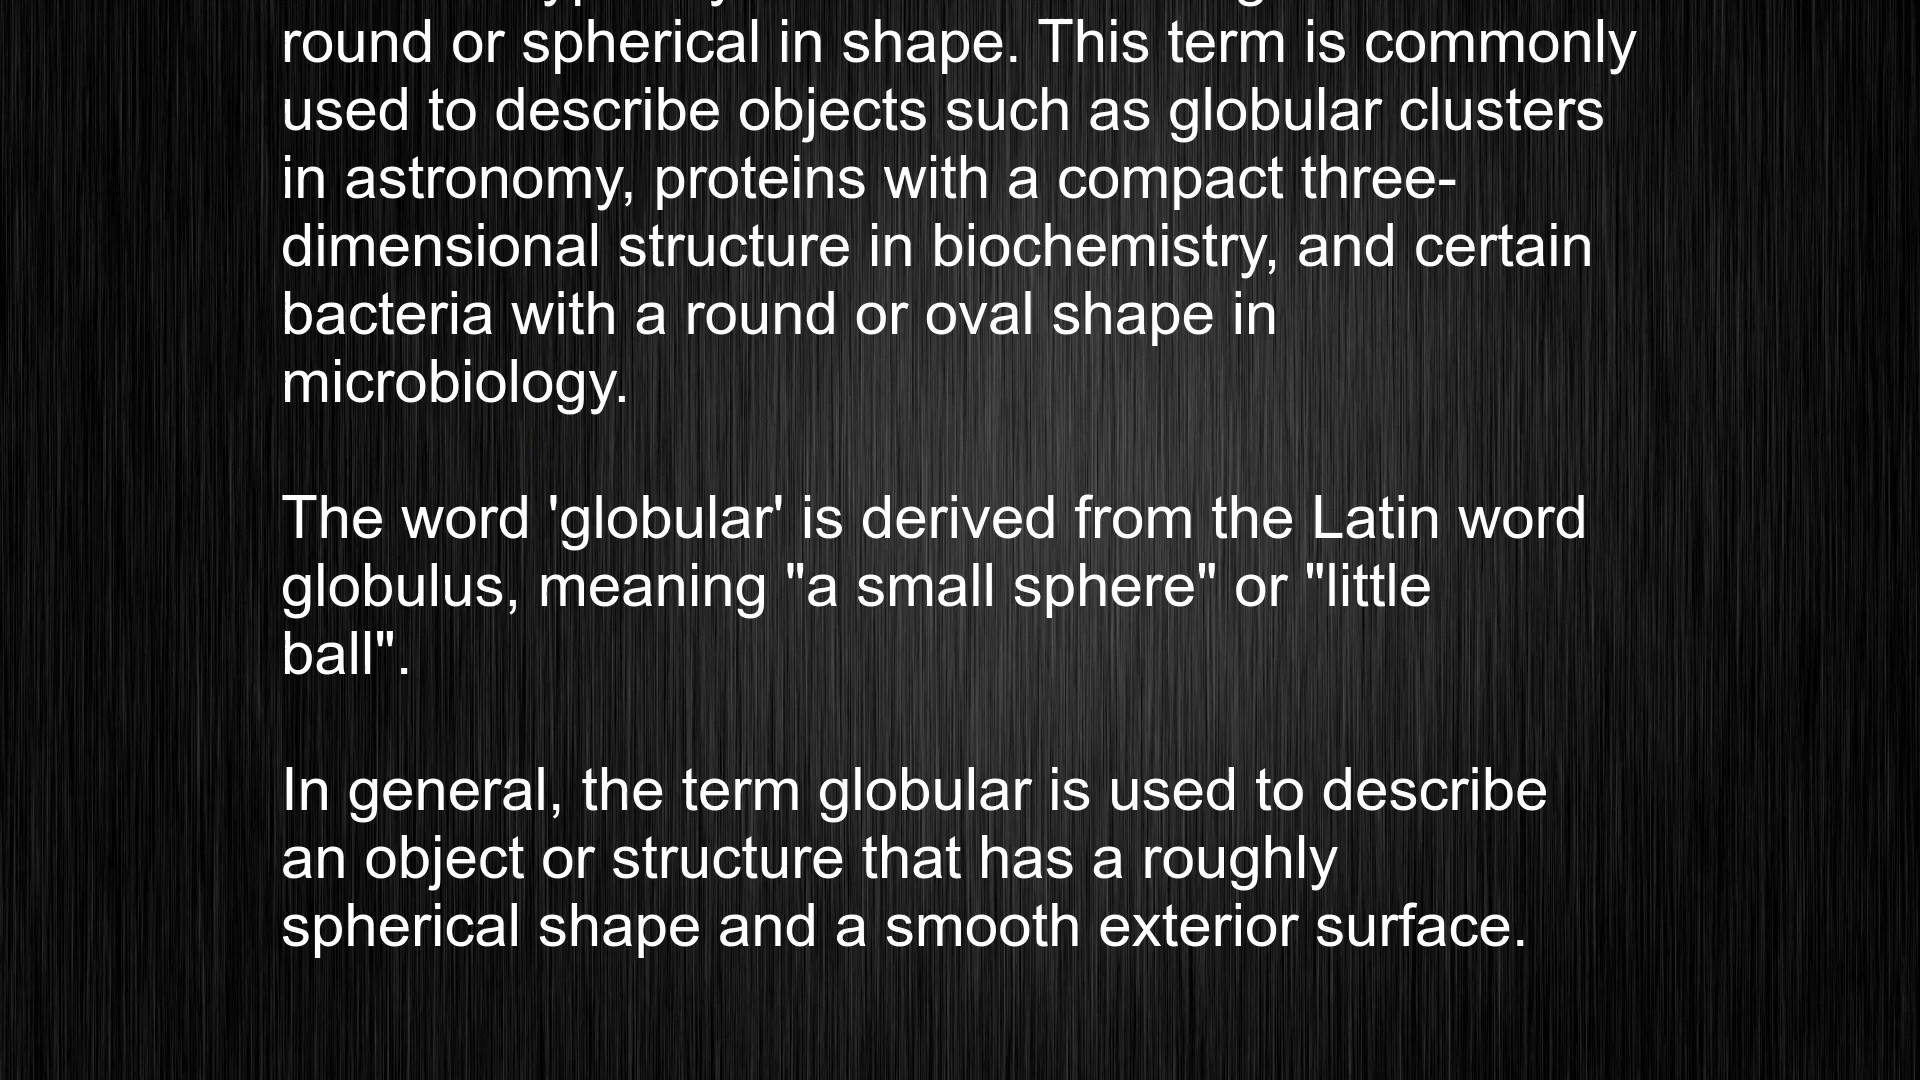 round or spherical in shape. This term is commonly
used to describe objects such as globular clusters
in astronomy, proteins with a compact three-
dimensional structure in biochemistry, and certain
bacteria with a round or oval shape in
microbiology.
The word 'globular' is derived from the Latin word
globulus, meaning "a small sphere" or "little
ball".
In general, the term globular is used to describe
an object or structure that has a roughly
spherical shape and a smooth exterior surface.